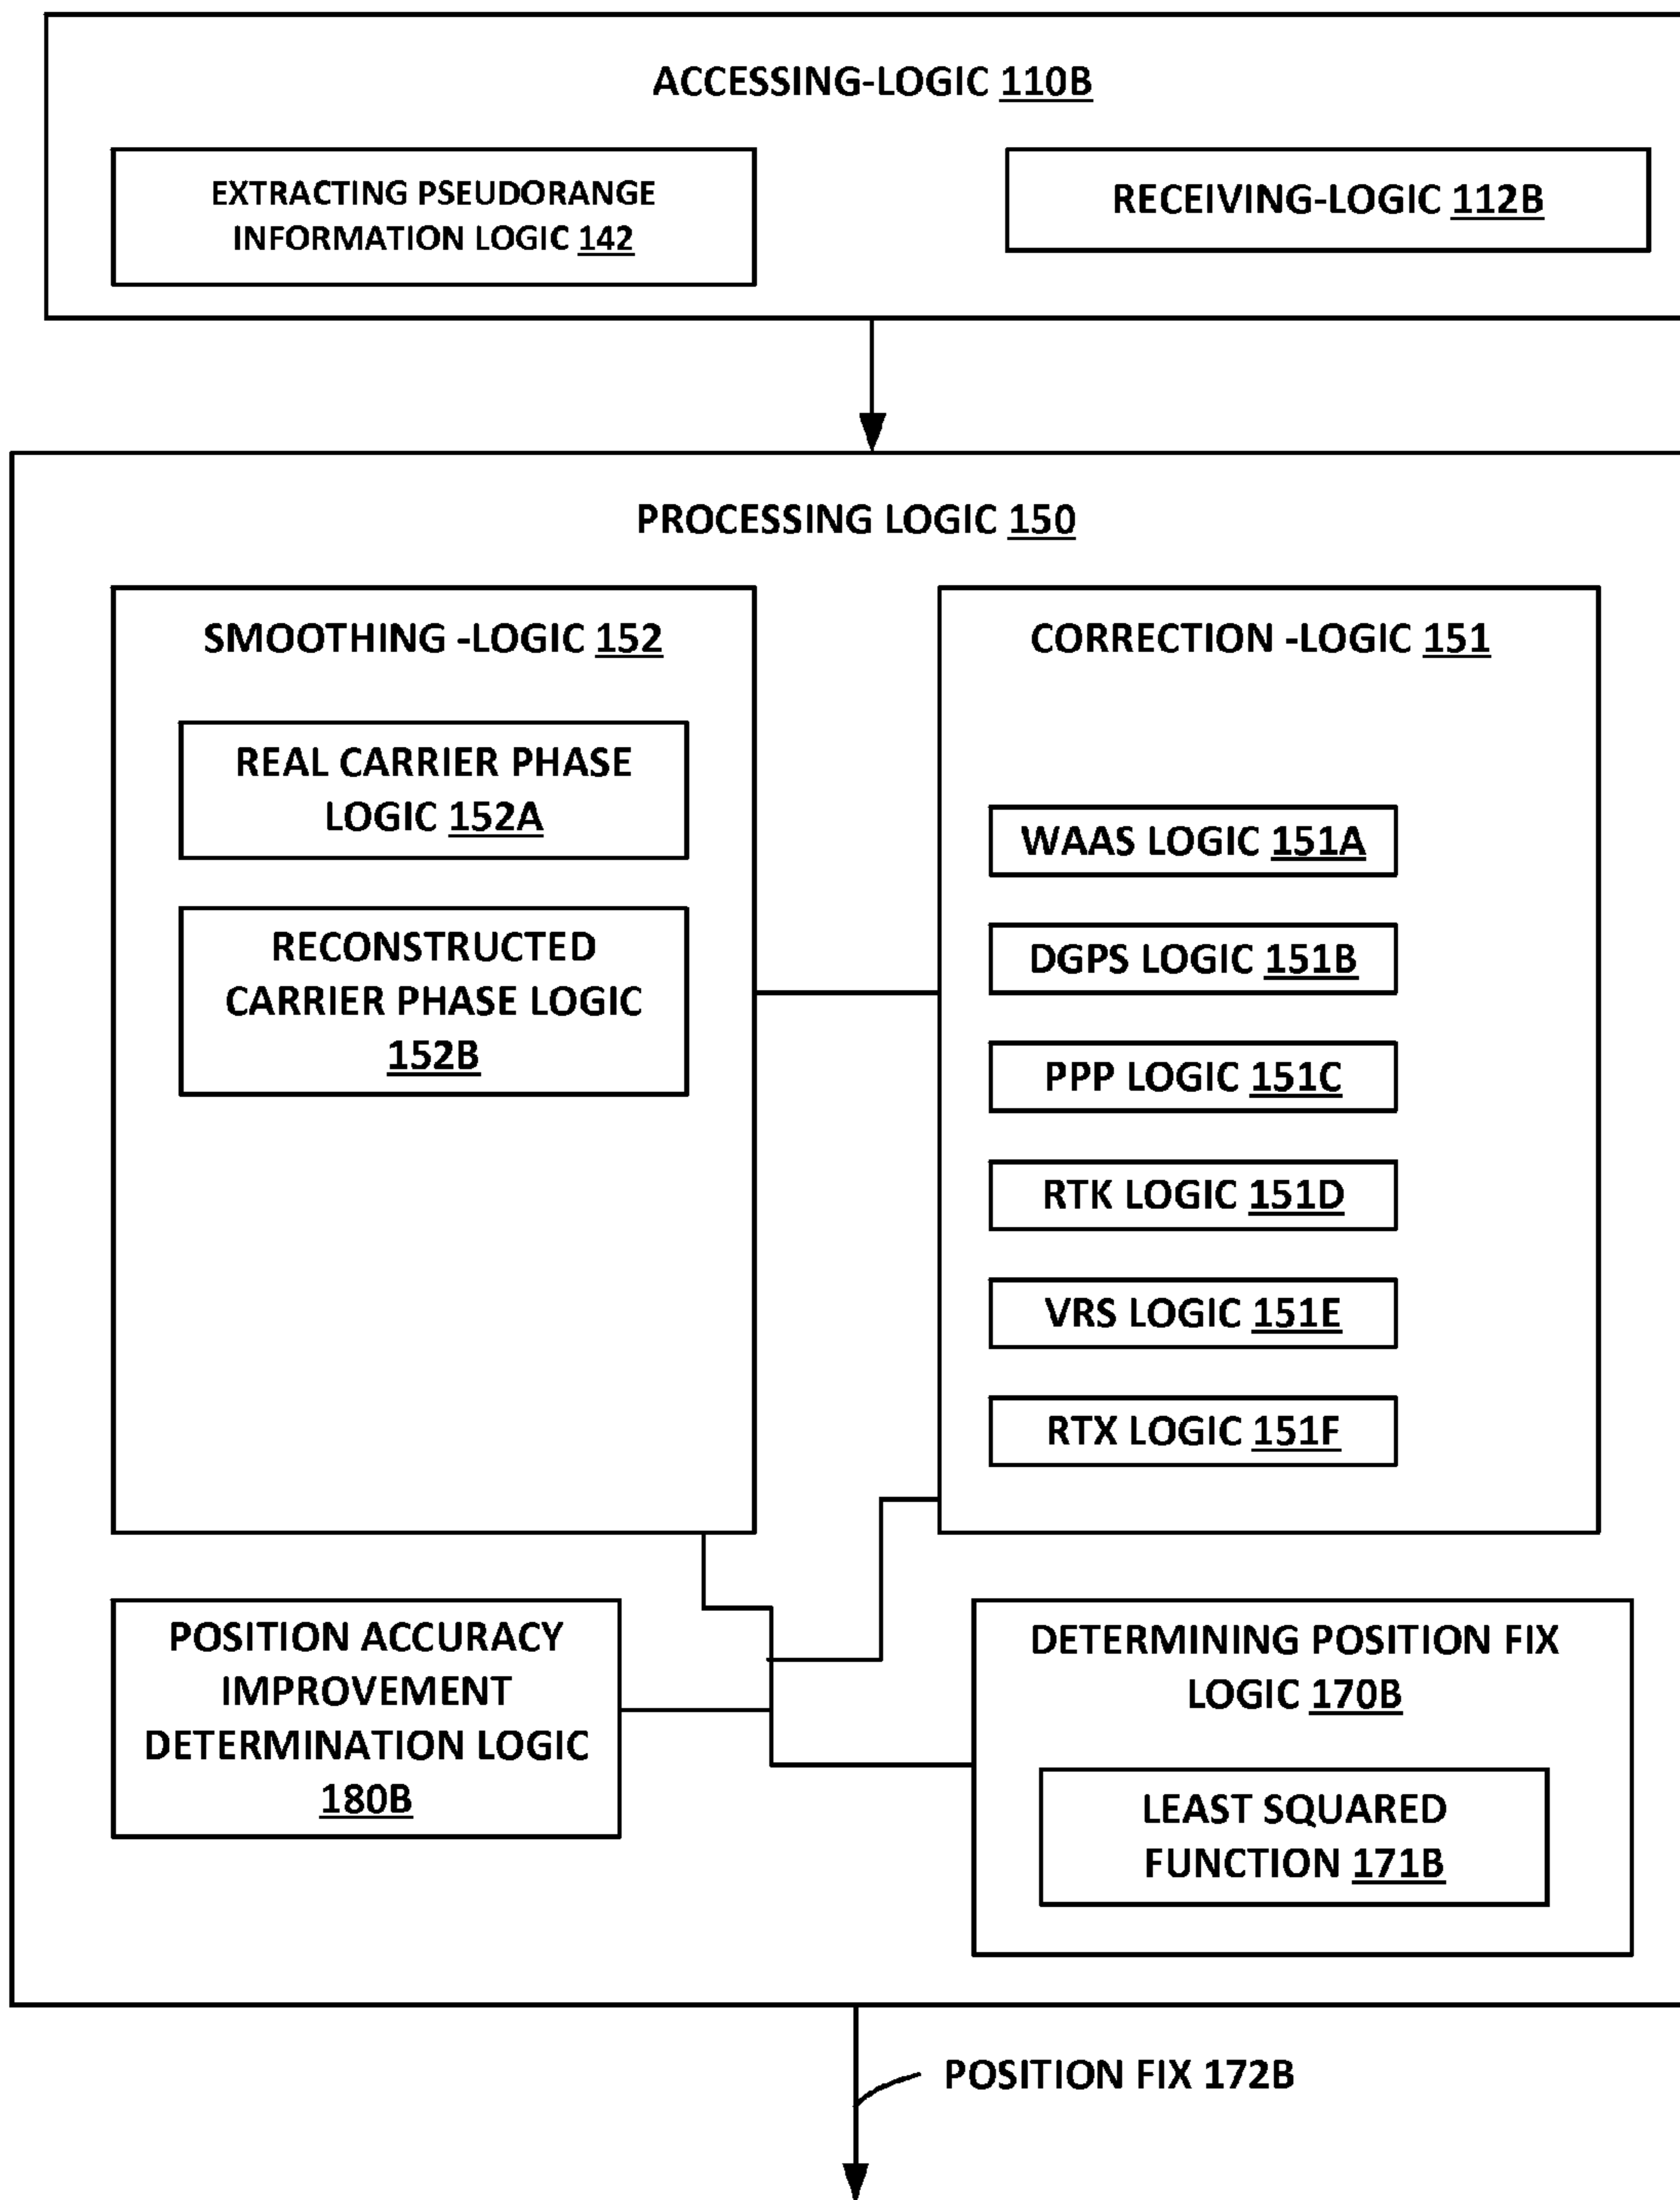 ACCESSING-LOGIC 110B
EXTRACTING PSEUDORANGE
INFORMATION LOGIC 142
RECEIVING-LOGIC 112B
PROCESSING LOGIC 150
SMOOTHING -LOGIC 152
REAL CARRIER PHASE
LOGIC 152A
RECONSTRUCTED
CARRIER PHASE LOGIC
152B
CORRECTION -LOGIC 151
WAAS LOGIC 151A
DGPS LOGIC 151B
PPP LOGIC 151C
RTK LOGIC 151D
VRS LOGIC 151E
RTX LOGIC 151F
POSITION ACCURACY
IMPROVEMENT
DETERMINATION LOGIC
180B
DETERMINING POSITION FIX
LOGIC 170B
LEAST SQUARED
FUNCTION 171B
POSITION FIX 172B